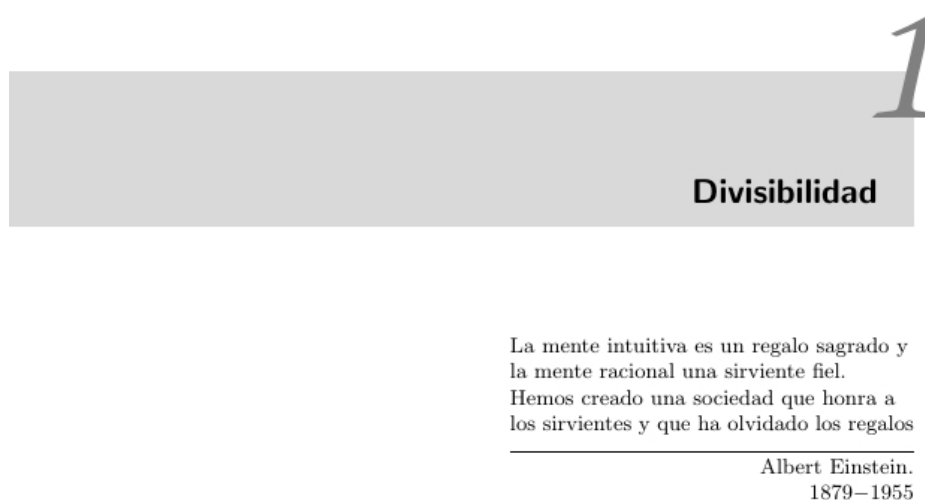 1
Divisibilidad
La mente intuitiva es un regalo sagrado y
la mente racional una sirviente fiel.
Hemos creado una sociedad que honra a
los sirvientes y que ha olvidado los regalos
Albert Einstein.
1879−1955